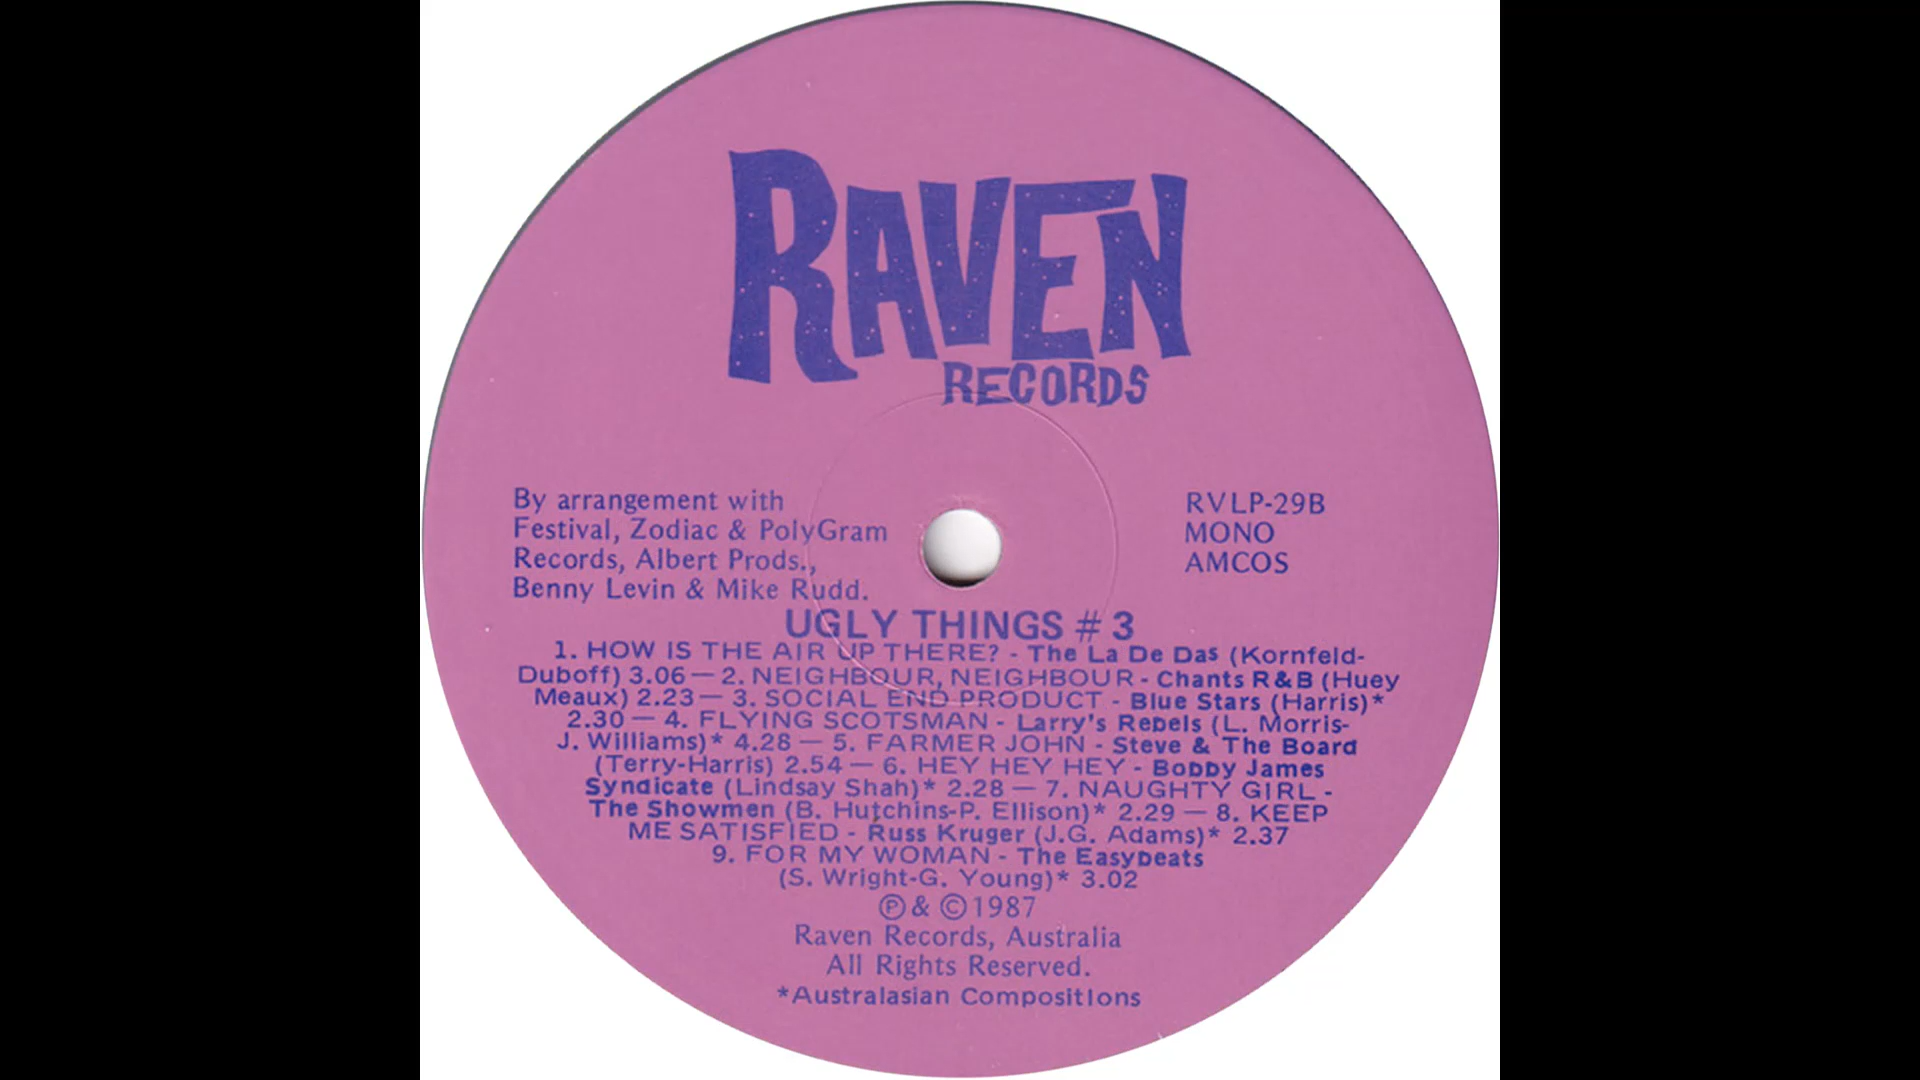 RAVEN
RECORDS
By arrangement with
Festival, Zodiac & PolyGram
Records, Albert Prods.,
Benny Levin & Mike Rudd.
RVLP-29B
MONO
AMCOS
UGLY THINGS # 3
1. HOW IS THE AIR UP THERE? - The La De Das (Kornfeld-
Duboff) 3.06 — 2. NEIGHBOUR, NEIGHBOUR - Chants R&B (Huey
Meaux) 2.23 — 3. SOCIAL END PRODUCT - Blue Stars (Harris)*
2.30 — 4. FLYING SCOTSMAN - Larry's Rebels (L. Morris-
J. Williams)* 4.28 — 5. FARMER JOHN - Steve & The Board
(Terry-Harris) 2.54 — 6. HEY HEY HEY - Bobby James
Syndicate (Lindsay Shah)* 2.28 — 7. NAUGHTY GIRL -
The Showmen (B. Hutchins-P. Ellison)* 2.29 — 8. KEEP
ME SATISFIED - Russ Kruger (J.G. Adams)* 2.37
9. FOR MY WOMAN - The Easybeats
(S. Wright-G. Young)* 3.02
Ⓟ & © 1987
Raven Records, Australia
All Rights Reserved.
*Australasian Compositions